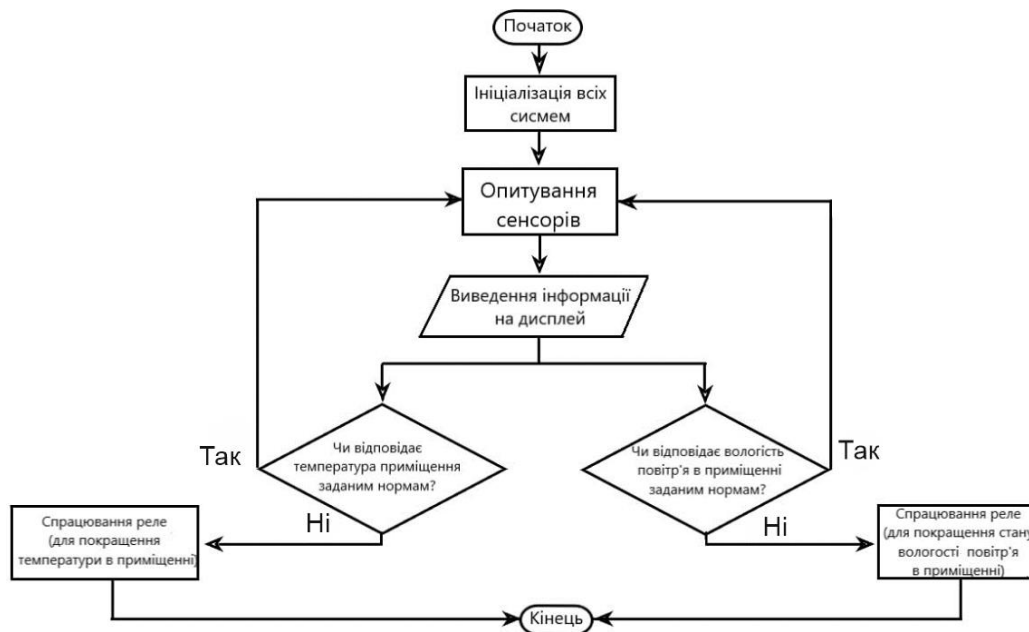 Початок
Ініціалізація всіх
сисмем
Опитування
сенсорів
Виведення інформації
на дисплей
Чи відповідає
температура приміщення
заданим нормам?
Так
Ні
Чи відповідає вологість
повітр'я в приміщенні
заданим нормам?
Так
Ні
Спрацювання реле
(для покращення
температури в приміщенні)
Спрацювання реле
(для покращення стану
вологості повітр'я
в приміщенні)
Кінець